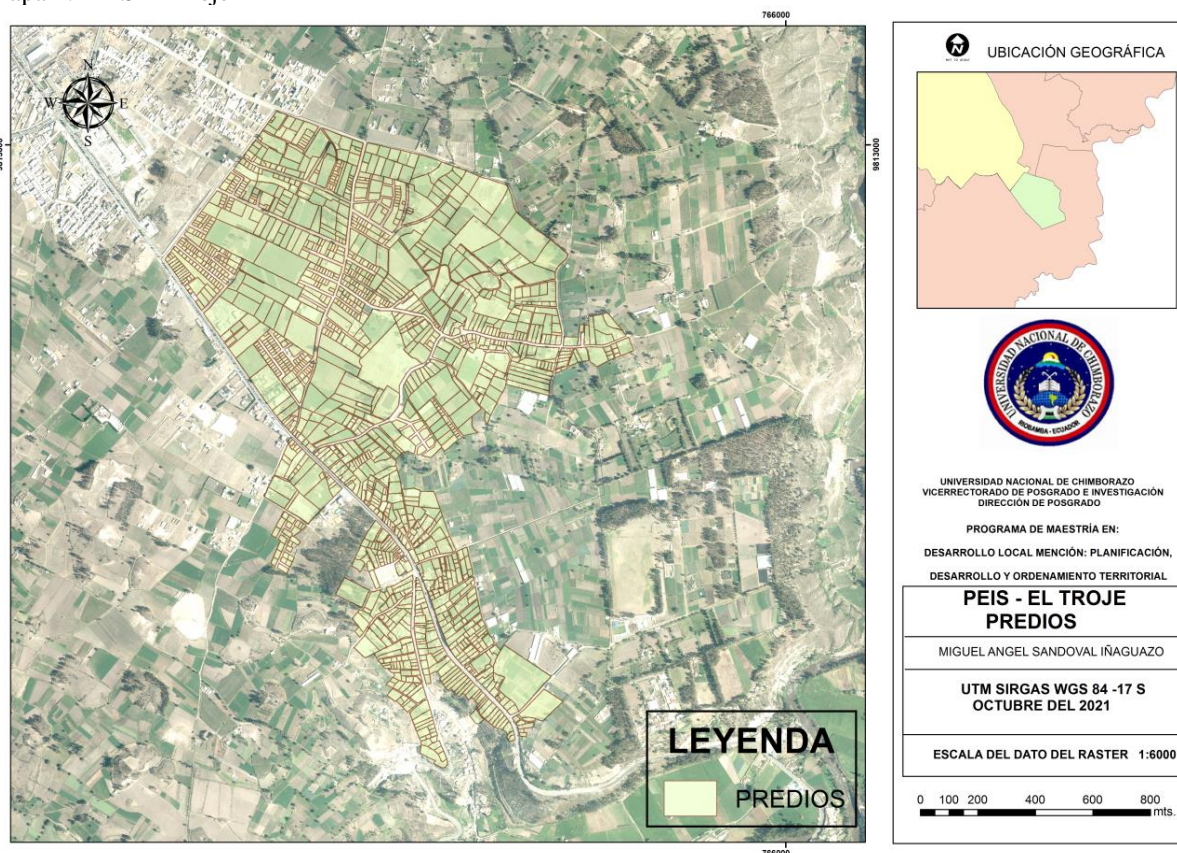 766000
N
W E
S
9813000
9813000
LEYENDA
PREDIOS
766000
N
UBICACIÓN GEOGRÁFICA
UNIVERSIDAD NACIONAL DE CHIMBORAZO
RIOBAMBA - ECUADOR
UNIVERSIDAD NACIONAL DE CHIMBORAZO
VICERRECTORADO DE POSGRADO E INVESTIGACIÓN
DIRECCIÓN DE POSGRADO
PROGRAMA DE MAESTRÍA EN:
DESARROLLO LOCAL MENCIÓN: PLANIFICACIÓN,
DESARROLLO Y ORDENAMIENTO TERRITORIAL
PEIS - EL TROJE
PREDIOS
MIGUEL ANGEL SANDOVAL IÑAGUAZO
UTM SIRGAS WGS 84 -17 S
OCTUBRE DEL 2021
ESCALA DEL DATO DEL RASTER 1:6000
0 100 200 400 600 800
mts.